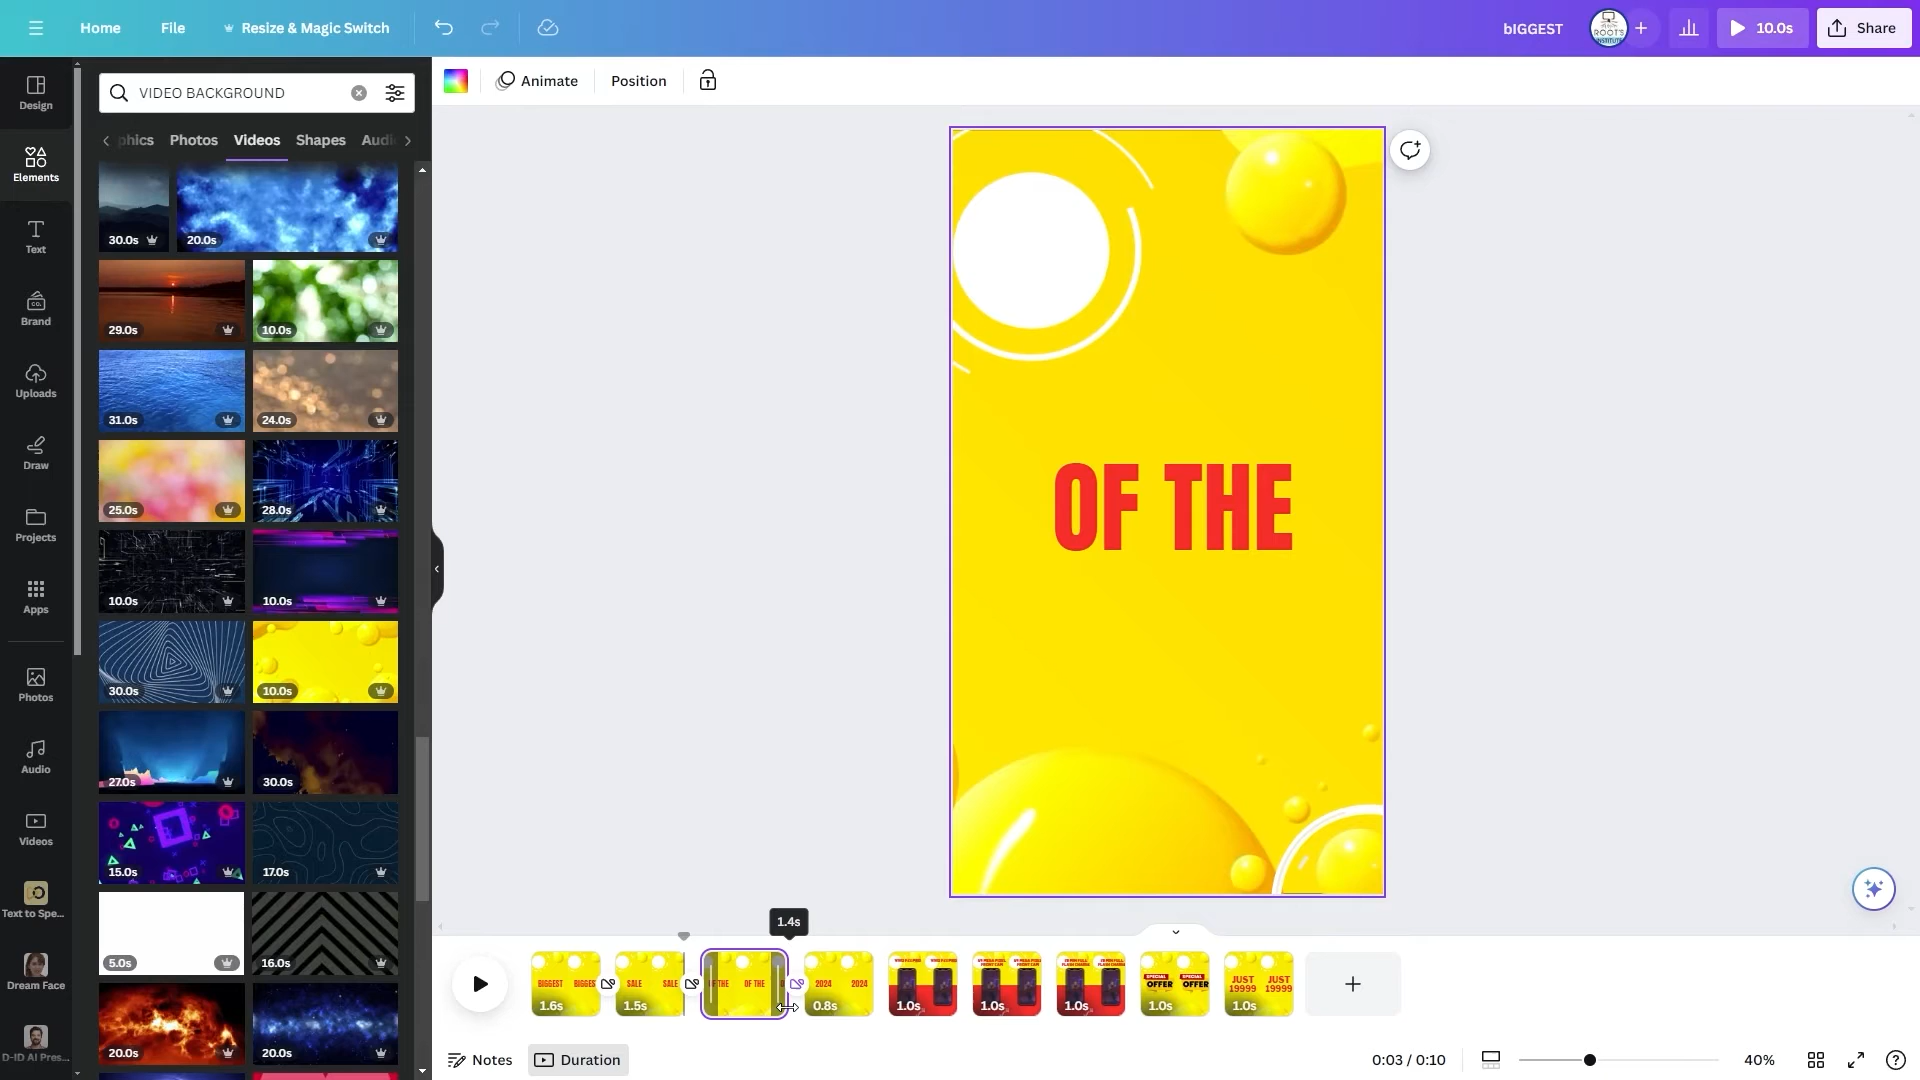 Home
File
Resize & Magic Switch
bIGGEST
10.0s
Share
Design
Elements
Text
Brand
Uploads
Draw
Projects
Apps
Photos
Audio
Videos
Text to Spe...
Dream Face
D-ID AI Pres...
VIDEO BACKGROUND
phics
Photos
Videos
Shapes
Audi
30.0s
20.0s
29.0s
10.0s
31.0s
24.0s
25.0s
28.0s
10.0s
10.0s
30.0s
10.0s
27.0s
30.0s
15.0s
17.0s
5.0s
16.0s
20.0s
20.0s
Animate
Position
OF THE
1.4s
BIGGEST BIGGES
1.6s
SALE SALE
1.5s
F THE OF THE
2024 2024
0.8s
1.0s
1.0s
1.0s
SPECIAL OFFER SPECIAL OFFER
1.0s
JUST 19999 JUST 19999
1.0s
Notes
Duration
0:03 / 0:10
40%